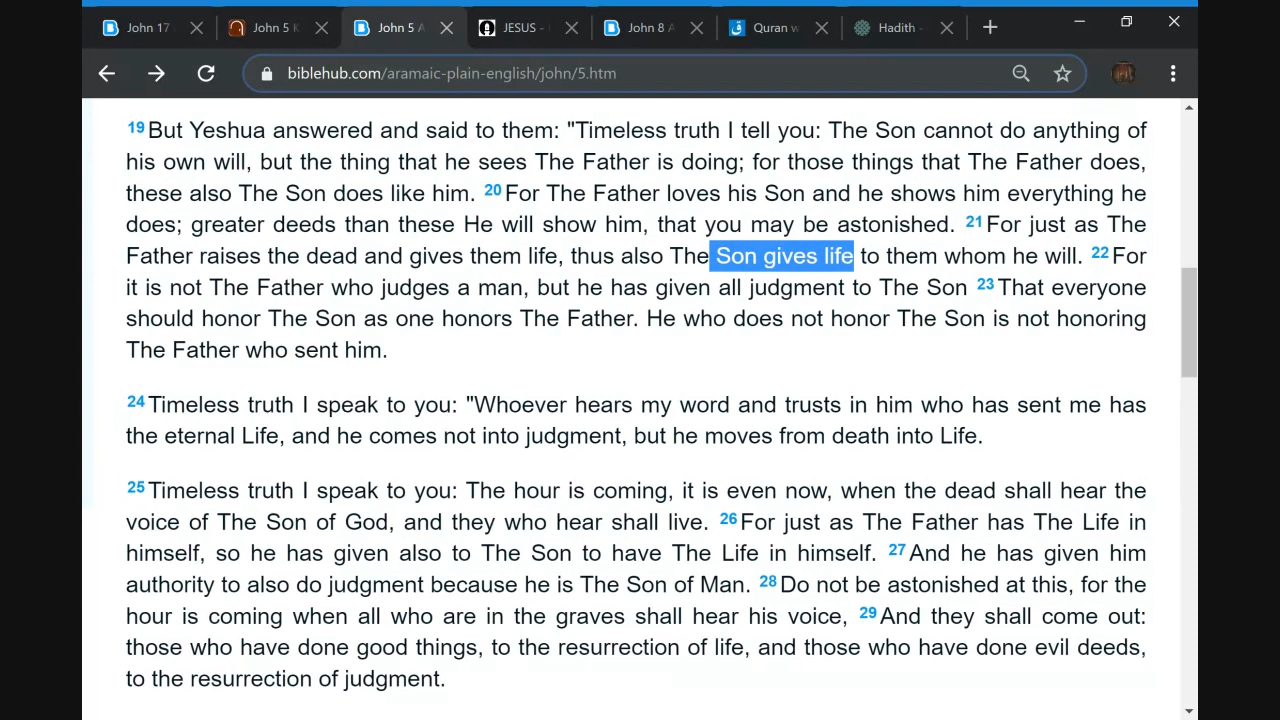 John 17
John 5 K
John 5 A
JESUS -
John 8 A
Quran w
Hadith -
biblehub.com/aramaic-plain-english/john/5.htm
19 But Yeshua answered and said to them: "Timeless truth I tell you: The Son cannot do anything of
his own will, but the thing that he sees The Father is doing; for those things that The Father does,
these also The Son does like him. 20 For The Father loves his Son and he shows him everything he
does; greater deeds than these He will show him, that you may be astonished. 21 For just as The
Father raises the dead and gives them life, thus also The Son gives life to them whom he will. 22 For
it is not The Father who judges a man, but he has given all judgment to The Son 23 That everyone
should honor The Son as one honors The Father. He who does not honor The Son is not honoring
The Father who sent him.
24 Timeless truth I speak to you: "Whoever hears my word and trusts in him who has sent me has
the eternal Life, and he comes not into judgment, but he moves from death into Life.
25 Timeless truth I speak to you: The hour is coming, it is even now, when the dead shall hear the
voice of The Son of God, and they who hear shall live. 26 For just as The Father has The Life in
himself, so he has given also to The Son to have The Life in himself. 27 And he has given him
authority to also do judgment because he is The Son of Man. 28 Do not be astonished at this, for the
hour is coming when all who are in the graves shall hear his voice, 29 And they shall come out:
those who have done good things, to the resurrection of life, and those who have done evil deeds,
to the resurrection of judgment.